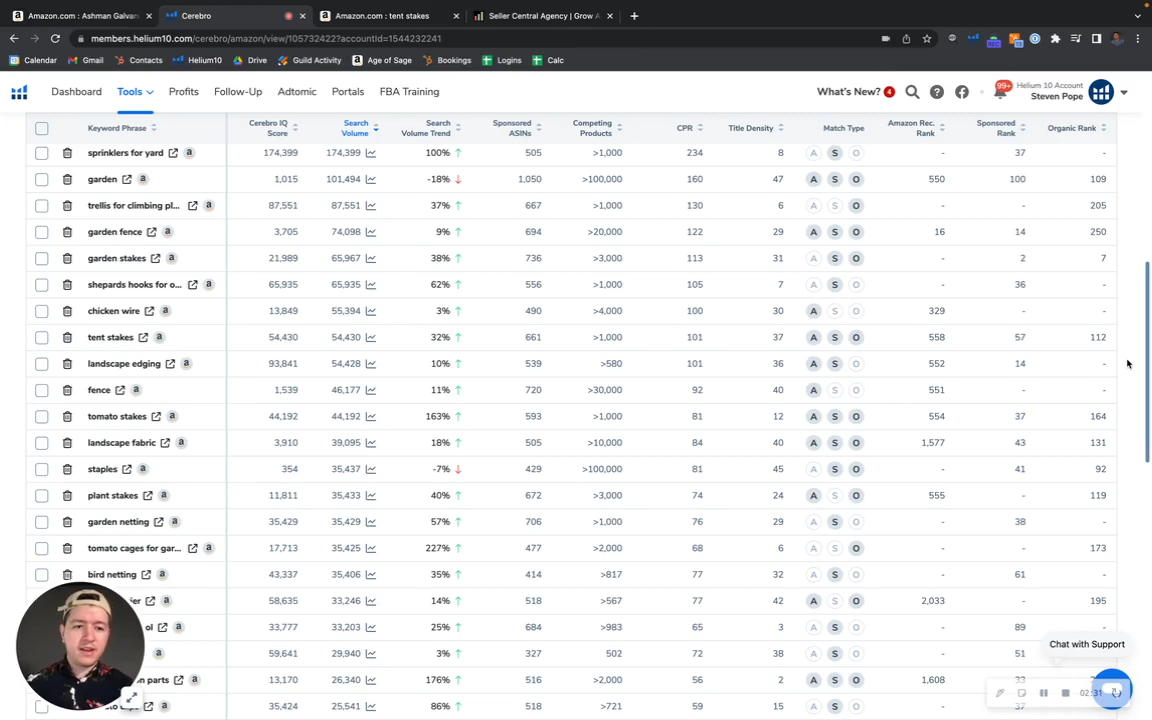 Amazon.com : Ashman Galvan
Cerebro
Amazon.com : tent stakes
Seller Central Agency | Grow A
members.helium10.com/cerebro/amazon/view/105732422?accountId=1544232241
Calendar Gmail Contacts Helium10 Drive Guild Activity Age of Sage Bookings Logins Calc
Dashboard Tools Profits Follow-Up Adtomic Portals FBA Training What's New? 4 99+ Helium 10 Account
Steven Pope
Keyword Phrase Cerebro IQ Score Search Volume Search Volume Trend Sponsored ASINs Competing Products CPR Title Density Match Type Amazon Rec. Rank Sponsored Rank Organic Rank
sprinklers for yard 174,399 174,399 100% 505 >1,000 234 8 A S O - 37 -
garden 1,015 101,494 -18% 1,050 >100,000 160 47 A S O 550 100 109
trellis for climbing pl... 87,551 87,551 37% 667 >1,000 130 6 A S O - - 205
garden fence 3,705 74,098 9% 694 >20,000 122 29 A S O 16 14 250
garden stakes 21,989 65,967 38% 736 >3,000 113 31 A S O - 2 7
shepards hooks for o... 65,935 65,935 62% 556 >1,000 105 7 A S O - 36 -
chicken wire 13,849 55,394 3% 490 >4,000 100 30 A S O 329 - -
tent stakes 54,430 54,430 32% 661 >1,000 101 37 A S O 558 57 112
landscape edging 93,841 54,428 10% 539 >580 101 36 A S O 552 14 -
fence 1,539 46,177 11% 720 >30,000 92 40 A S O 551 - -
tomato stakes 44,192 44,192 163% 593 >1,000 81 12 A S O 554 37 164
landscape fabric 3,910 39,095 18% 505 >10,000 84 40 A S O 1,577 43 131
staples 354 35,437 -7% 429 >100,000 81 45 A S O - 41 92
plant stakes 11,811 35,433 40% 672 >3,000 74 24 A S O 555 - 119
garden netting 35,429 35,429 57% 706 >1,000 76 29 A S O - 38 -
tomato cages for gar... 17,713 35,425 227% 477 >2,000 68 6 A S O - - 173
bird netting 43,337 35,406 35% 414 >817 77 32 A S O - 61 -
ier 58,635 33,246 14% 518 >567 77 42 A S O 2,033 - 195
ol 33,777 33,203 25% 684 >983 65 3 A S O - 89 -
59,641 29,940 3% 327 502 72 38 A S O - 51
Chat with Support
n parts 13,170 26,340 176% 516 >2,000 56 2 A S O 1,608 33
35,424 25,541 86% 518 >721 59 15 A S O - 37 -
02:31